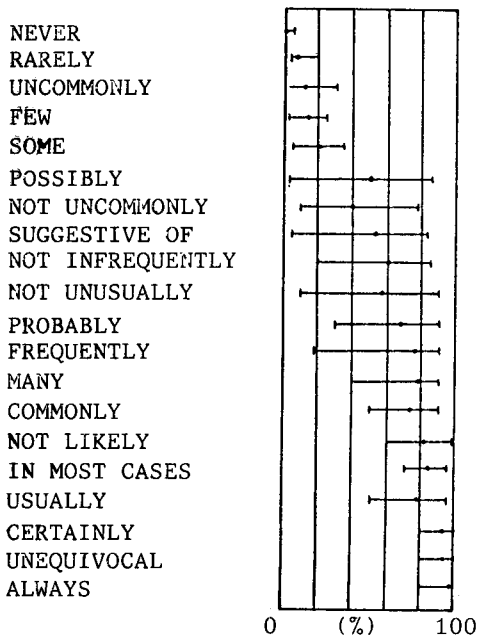 NEVER
RARELY
UNCOMMONLY
FEW
SOME
POSSIBLY
NOT UNCOMMONLY
SUGGESTIVE OF
NOT INFREQUENTLY
NOT UNUSUALLY
PROBABLY
FREQUENTLY
MANY
COMMONLY
NOT LIKELY
IN MOST CASES
USUALLY
CERTAINLY
UNEQUIVOCAL
ALWAYS
0 (%) 100